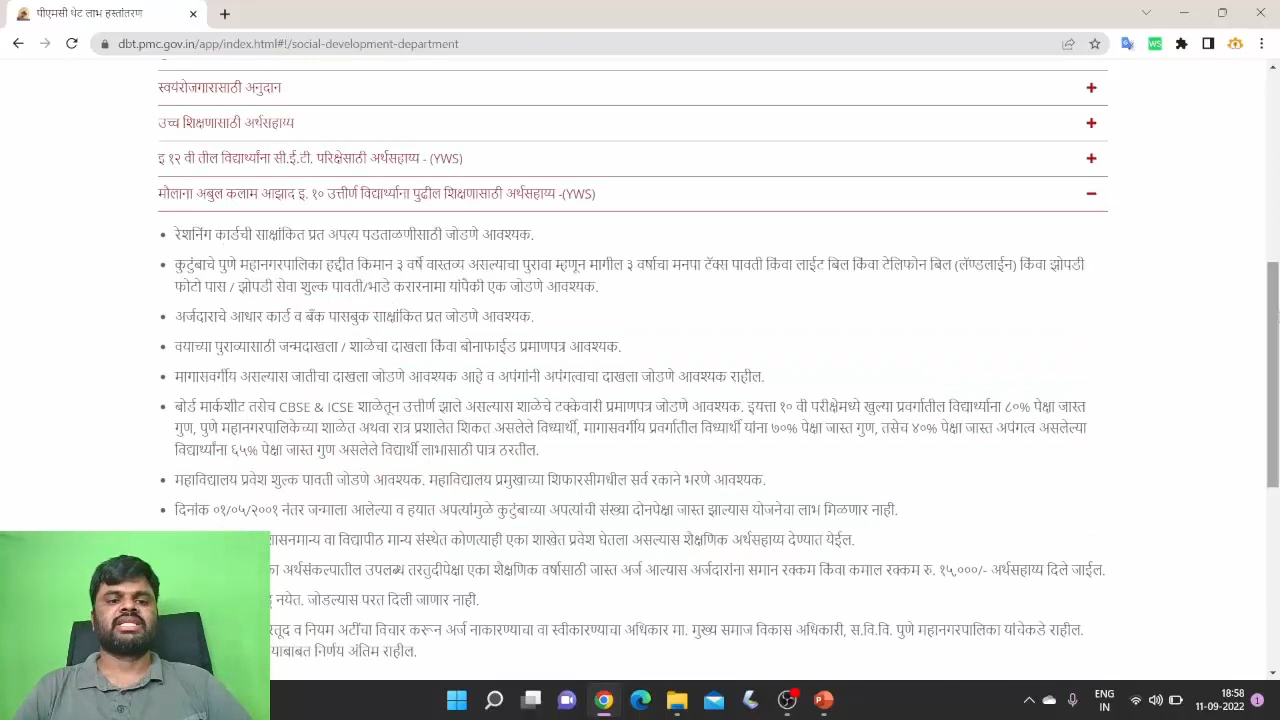 पीएमसी थेट लाभ हस्तांतरण
dbt.pmc.gov.in/app/index.html#!/social-development-department
स्वयंरोजगारासाठी अनुदान
उच्च शिक्षणासाठी अर्थसहाय्य
इ १२ वी तील विद्यार्थ्यांना सी.ई.टी. परिक्षेसाठी अर्थसहाय्य - (YWS)
मौलाना अबुल कलाम आझाद इ. १० उत्तीर्ण विद्यार्थ्यांना पुढील शिक्षणासाठी अर्थसहाय्य -(YWS)
रेशनिंग कार्डची साक्षांकित प्रत अपत्य पडताळणीसाठी जोडणे आवश्यक.
कुटुंबाचे पुणे महानगरपालिका हद्दीत किमान ३ वर्षे वास्तव्य असल्याचा पुरावा म्हणून मागील ३ वर्षाचा मनपा टॅक्स पावती किंवा लाईट बिल किंवा टेलिफोन बिल (लॅण्डलाईन) किंवा झोपडी
फोटो पास / झोपडी सेवा शुल्क पावती/भाडे करारनामा यांपैकी एक जोडणे आवश्यक.
अर्जदाराचे आधार कार्ड व बँक पासबुक साक्षांकित प्रत जोडणे आवश्यक.
वयाच्या पुराव्यासाठी जन्मदाखला / शाळेचा दाखला किंवा बोनाफाईड प्रमाणपत्र आवश्यक.
मागासवर्गीय असल्यास जातीचा दाखला जोडणे आवश्यक आहे व अपंगांनी अपंगत्वाचा दाखला जोडणे आवश्यक राहील.
बोर्ड मार्कशीट तसेच CBSE & ICSE शाळेतून उत्तीर्ण झाले असल्यास शाळेचे टक्केवारी प्रमाणपत्र जोडणे आवश्यक. इयत्ता १० वी परीक्षेमध्ये खुल्या प्रवर्गातील विद्यार्थ्यांना ८०% पेक्षा जास्त
गुण, पुणे महानगरपालिकेच्या शाळेत अथवा रात्र प्रशालेत शिकत असलेले विध्यार्थी, मागासवर्गीय प्रवर्गातील विध्यार्थी यांना ७०% पेक्षा जास्त गुण, तसेच ४०% पेक्षा जास्त अपंगत्व असलेल्या
विद्यार्थ्यांना ६५% पेक्षा जास्त गुण असलेले विद्यार्थी लाभासाठी पात्र ठरतील.
महाविद्यालय प्रवेश शुल्क पावती जोडणे आवश्यक. महाविद्यालय प्रमुखाच्या शिफारसीमधील सर्व रकाने भरणे आवश्यक.
दिनांक ०१/०५/२००१ नंतर जन्माला आलेल्या व हयात अपत्यांमुळे कुटुंबाच्या अपत्यांची संख्या दोनपेक्षा जास्त झाल्यास योजनेचा लाभ मिळणार नाही.
ासनमान्य वा विद्यापीठ मान्य संस्थेत कोणत्याही एका शाखेत प्रवेश घेतला असल्यास शैक्षणिक अर्थसहाय्य देण्यात येईल.
का अर्थसंकल्पातील उपलब्ध तरतुदीपेक्षा एका शैक्षणिक वर्षासाठी जास्त अर्ज आल्यास अर्जदारांना समान रक्कम किंवा कमाल रक्कम रु. १५,०००/- अर्थसहाय्य दिले जाईल.
नयेत. जोडल्यास परत दिली जाणार नाही.
तूद व नियम अटींचा विचार करून अर्ज नाकारण्याचा वा स्वीकारण्याचा अधिकार मा. मुख्य समाज विकास अधिकारी, स.वि.वि. पुणे महानगरपालिका यांचेकडे राहील.
याबाबत निर्णय अंतिम राहील.
ENG
IN
18:58
11-09-2022